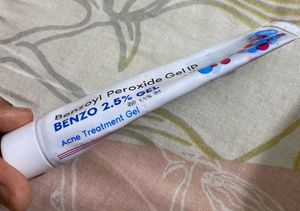 Benzoyl Peroxide Gel IP
BENZO 2.5% GEL
Acne Treatment Gel